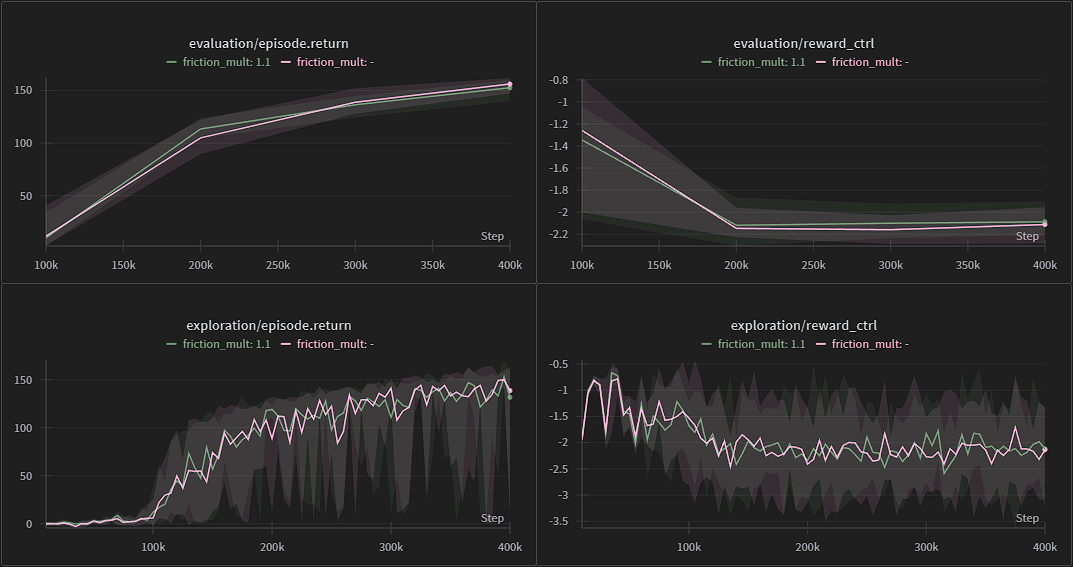 evaluation/episode.return
friction_mult: 1.1 friction_mult: -
150
100
50
Step
100k 150k 200k 250k 300k 350k 400k
evaluation/reward_ctrl
friction_mult: 1.1 friction_mult: -
-0.8
-1
-1.2
-1.4
-1.6
-1.8
-2
-2.2
Step
100k 150k 200k 250k 300k 350k 400k
exploration/episode.return
friction_mult: 1.1 friction_mult: -
150
100
50
0
Step
100k 200k 300k 400k
exploration/reward_ctrl
friction_mult: 1.1 friction_mult: -
-0.5
-1
-1.5
-2
-2.5
-3
-3.5
Step
100k 200k 300k 400k